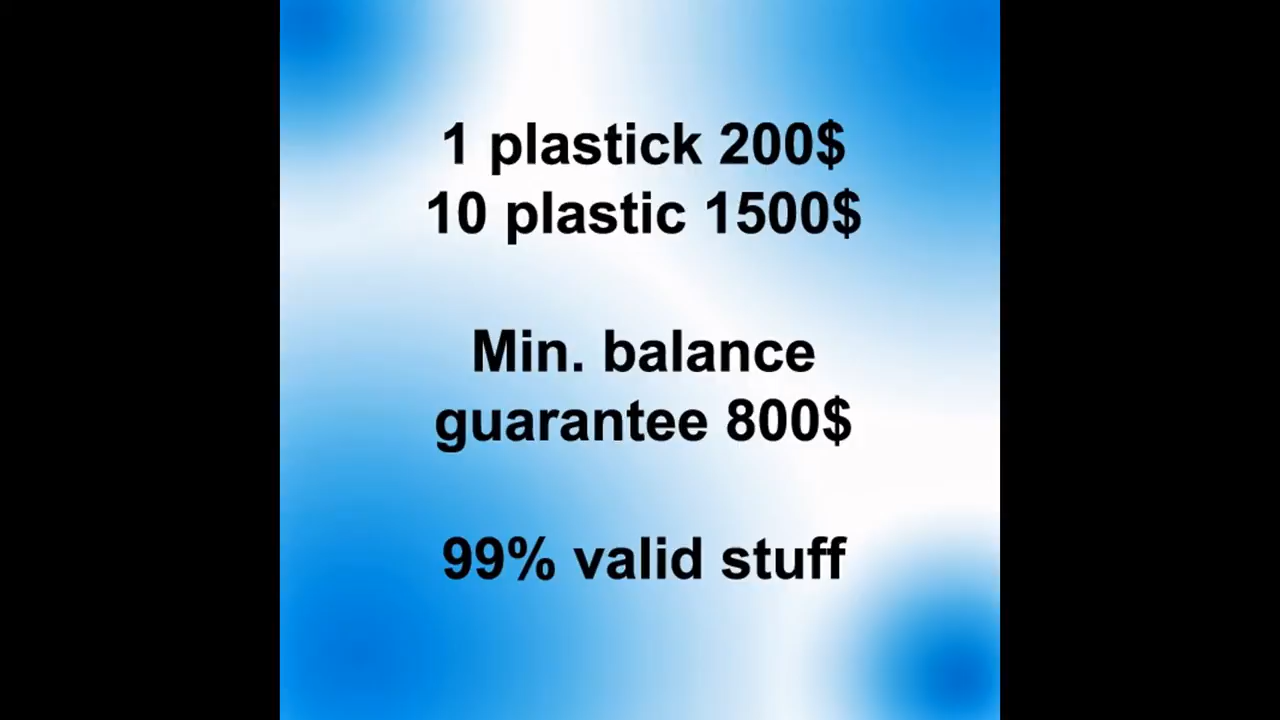 1 plastick 200$
10 plastic 1500$
Min. balance
guarantee 800$
99% valid stuff